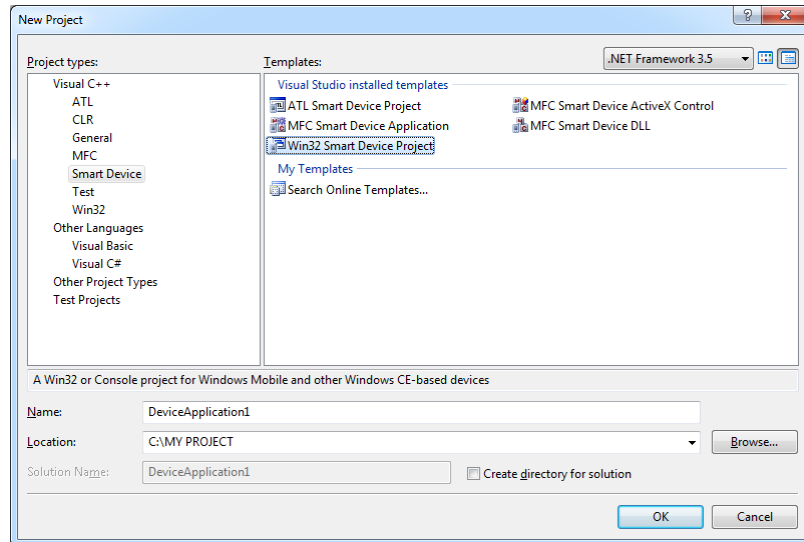 New Project
Project types:
Templates:
.NET Framework 3.5
Visual C++
ATL
CLR
General
MFC
Smart Device
Test
Win32
Other Languages
Visual Basic
Visual C#
Other Project Types
Test Projects
Visual Studio installed templates
ATL Smart Device Project
MFC Smart Device ActiveX Control
MFC Smart Device Application
MFC Smart Device DLL
Win32 Smart Device Project
My Templates
Search Online Templates...
A Win32 or Console project for Windows Mobile and other Windows CE-based devices
Name:
DeviceApplication1
Location:
C:\MY PROJECT
Browse...
Solution Name:
DeviceApplication1
Create directory for solution
OK
Cancel